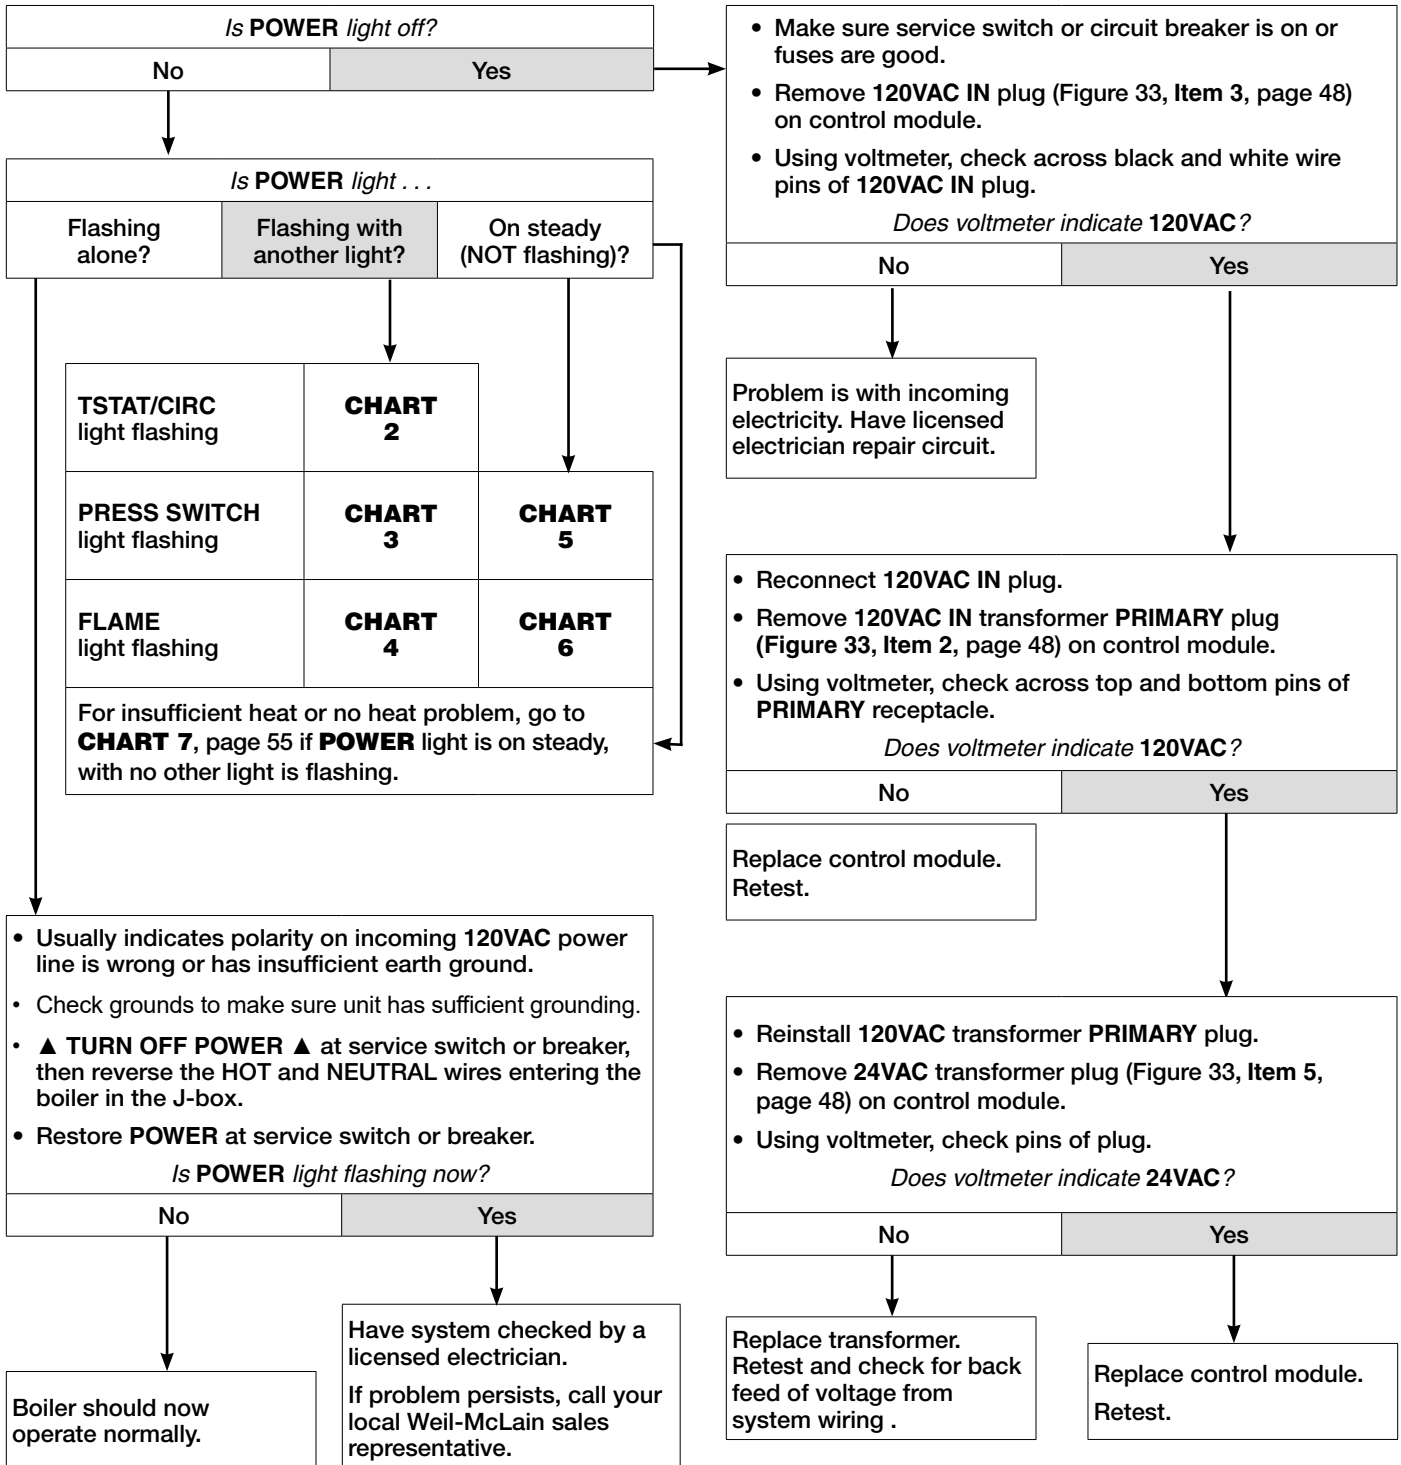 Is POWER light off?
No
Yes
Is POWER light . . .
Flashing
alone?
Flashing with
another light?
On steady
(NOT flashing)?
TSTAT/CIRC
light flashing
CHART
2
PRESS SWITCH
light flashing
CHART
3
CHART
5
FLAME
light flashing
CHART
4
CHART
6
For insufficient heat or no heat problem, go to
CHART 7, page 55 if POWER light is on steady,
with no other light is flashing.
• Usually indicates polarity on incoming 120VAC power
line is wrong or has insufficient earth ground.
• Check grounds to make sure unit has sufficient grounding.
• ▲ TURN OFF POWER ▲ at service switch or breaker,
then reverse the HOT and NEUTRAL wires entering the
boiler in the J-box.
• Restore POWER at service switch or breaker.
Is POWER light flashing now?
No
Yes
Boiler should now
operate normally.
Have system checked by a
licensed electrician.
If problem persists, call your
local Weil-McLain sales
representative.
• Make sure service switch or circuit breaker is on or
fuses are good.
• Remove 120VAC IN plug (Figure 33, Item 3, page 48)
on control module.
• Using voltmeter, check across black and white wire
pins of 120VAC IN plug.
Does voltmeter indicate 120VAC?
No
Yes
Problem is with incoming
electricity. Have licensed
electrician repair circuit.
• Reconnect 120VAC IN plug.
• Remove 120VAC IN transformer PRIMARY plug
(Figure 33, Item 2, page 48) on control module.
• Using voltmeter, check across top and bottom pins of
PRIMARY receptacle.
Does voltmeter indicate 120VAC?
No
Yes
Replace control module.
Retest.
• Reinstall 120VAC transformer PRIMARY plug.
• Remove 24VAC transformer plug (Figure 33, Item 5,
page 48) on control module.
• Using voltmeter, check pins of plug.
Does voltmeter indicate 24VAC?
No
Yes
Replace transformer.
Retest and check for back
feed of voltage from
system wiring .
Replace control module.
Retest.